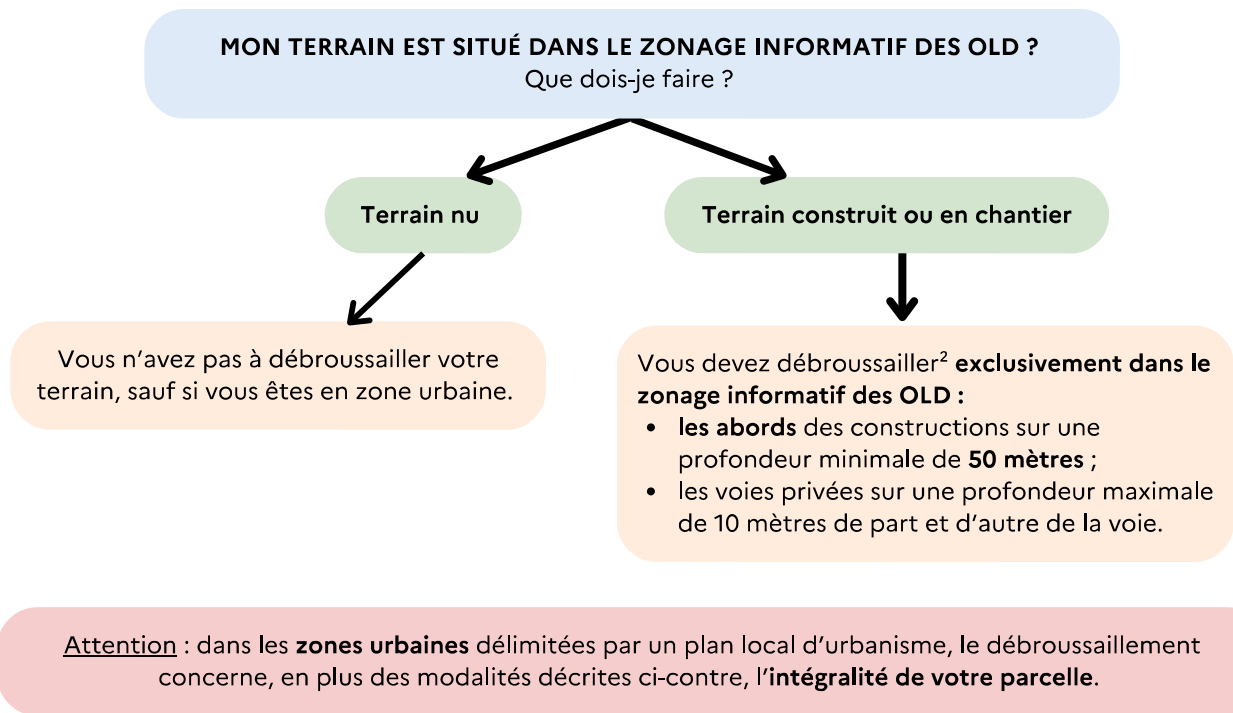 MON TERRAIN EST SITUÉ DANS LE ZONAGE INFORMATIF DES OLD ?
Que dois-je faire ?
Terrain nu
Terrain construit ou en chantier
Vous n'avez pas à débroussailler votre
terrain, sauf si vous êtes en zone urbaine.
Vous devez débroussailler² exclusivement dans le
zonage informatif des OLD :
• les abords des constructions sur une
profondeur minimale de 50 mètres ;
• les voies privées sur une profondeur maximale
de 10 mètres de part et d'autre de la voie.
Attention : dans les zones urbaines délimitées par un plan local d'urbanisme, le débroussaillement
concerne, en plus des modalités décrites ci-contre, l'intégralité de votre parcelle.